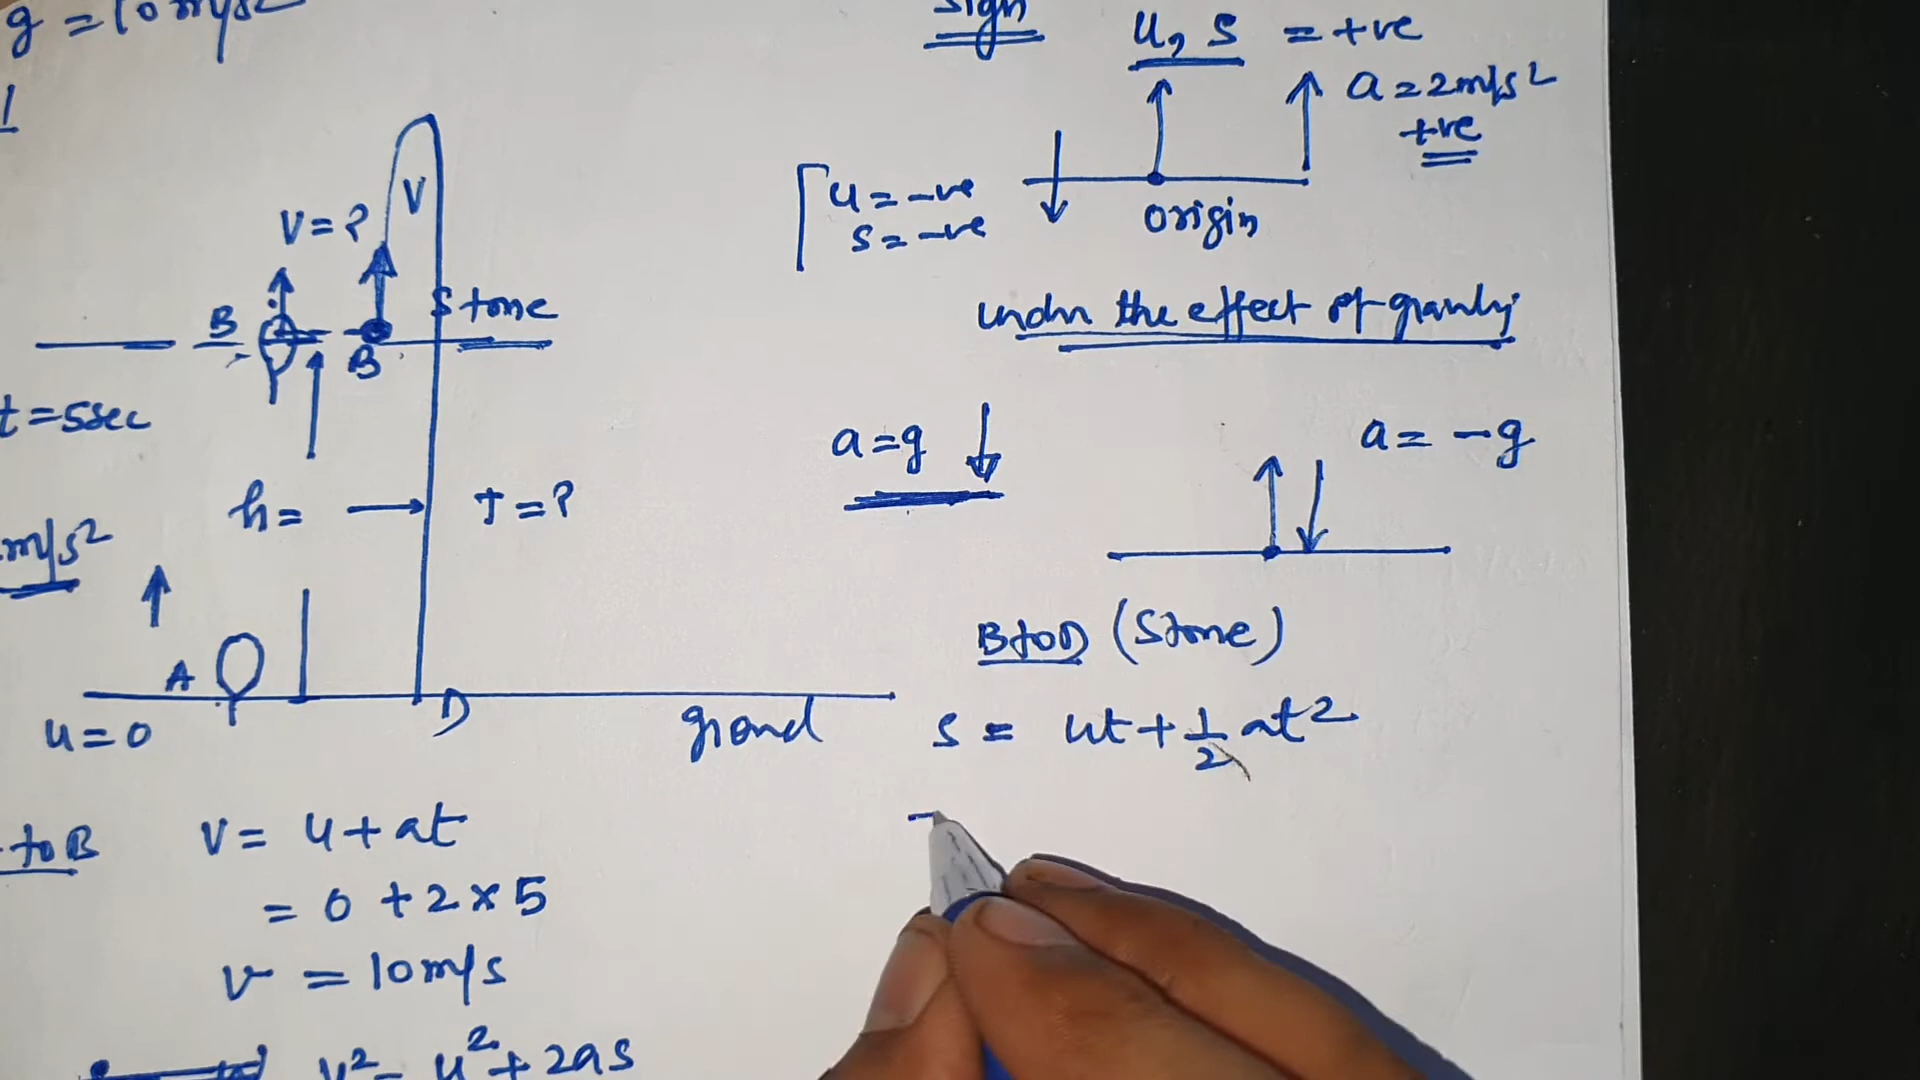 g = 10 m/s2
1
V = ?
V
B
Stone
B
t = 5sec
h =
T = ?
m/s2
A
D
u = 0
ground
to B
V = u + at
= 0 + 2 x 5
v = 10 m/s
v2 = u2 + 2as
sign
u, s = +ve
a = 2 m/s2
+ve
u = -ve
s = -ve
origin
under the effect of gravity
a = g
a = -g
B to D (Stone)
s = ut + 1/2 at2
-